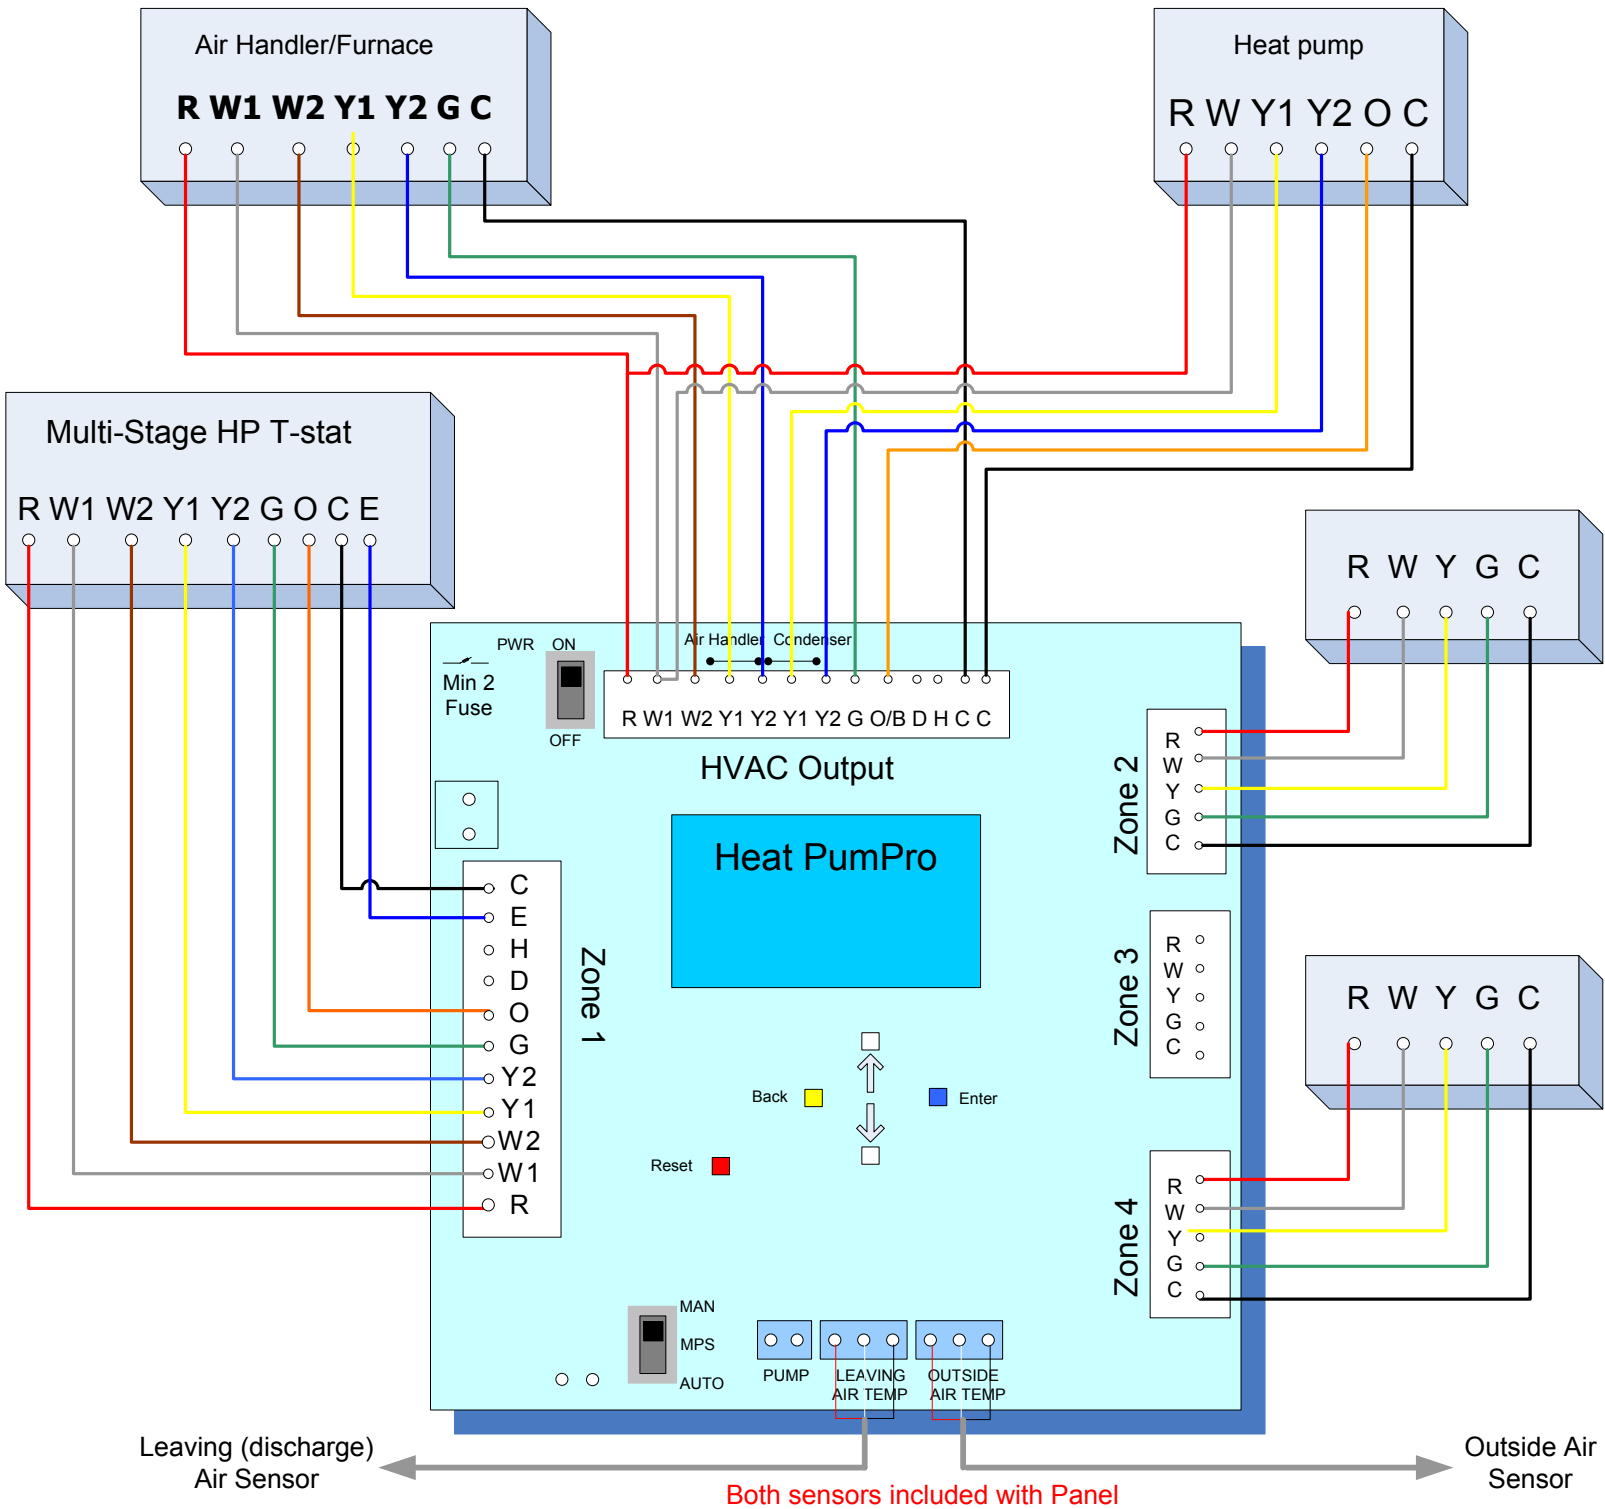 Air Handler/Furnace
R W1 W2 Y1 Y2 G C
Heat pump
R W Y1 Y2 O C
Multi-Stage HP T-stat
R W1 W2 Y1 Y2 G O C E
R W Y G C
PWR ON
OFF
Min 2
Fuse
Air Handler Condenser
R W1 W2 Y1 Y2 Y1 Y2 G O/B D H C C
HVAC Output
Heat PumPro
Zone 1
C
E
H
D
O
G
Y2
Y1
W2
W1
R
Zone 2
R
W
Y
G
C
Zone 3
R
W
Y
G
C
R W Y G C
Back
Enter
Reset
Zone 4
R
W
Y
G
C
MAN
MPS
AUTO
PUMP
LEAVING
AIR TEMP
OUTSIDE
AIR TEMP
Leaving (discharge)
Air Sensor
Outside Air
Sensor
Both sensors included with Panel